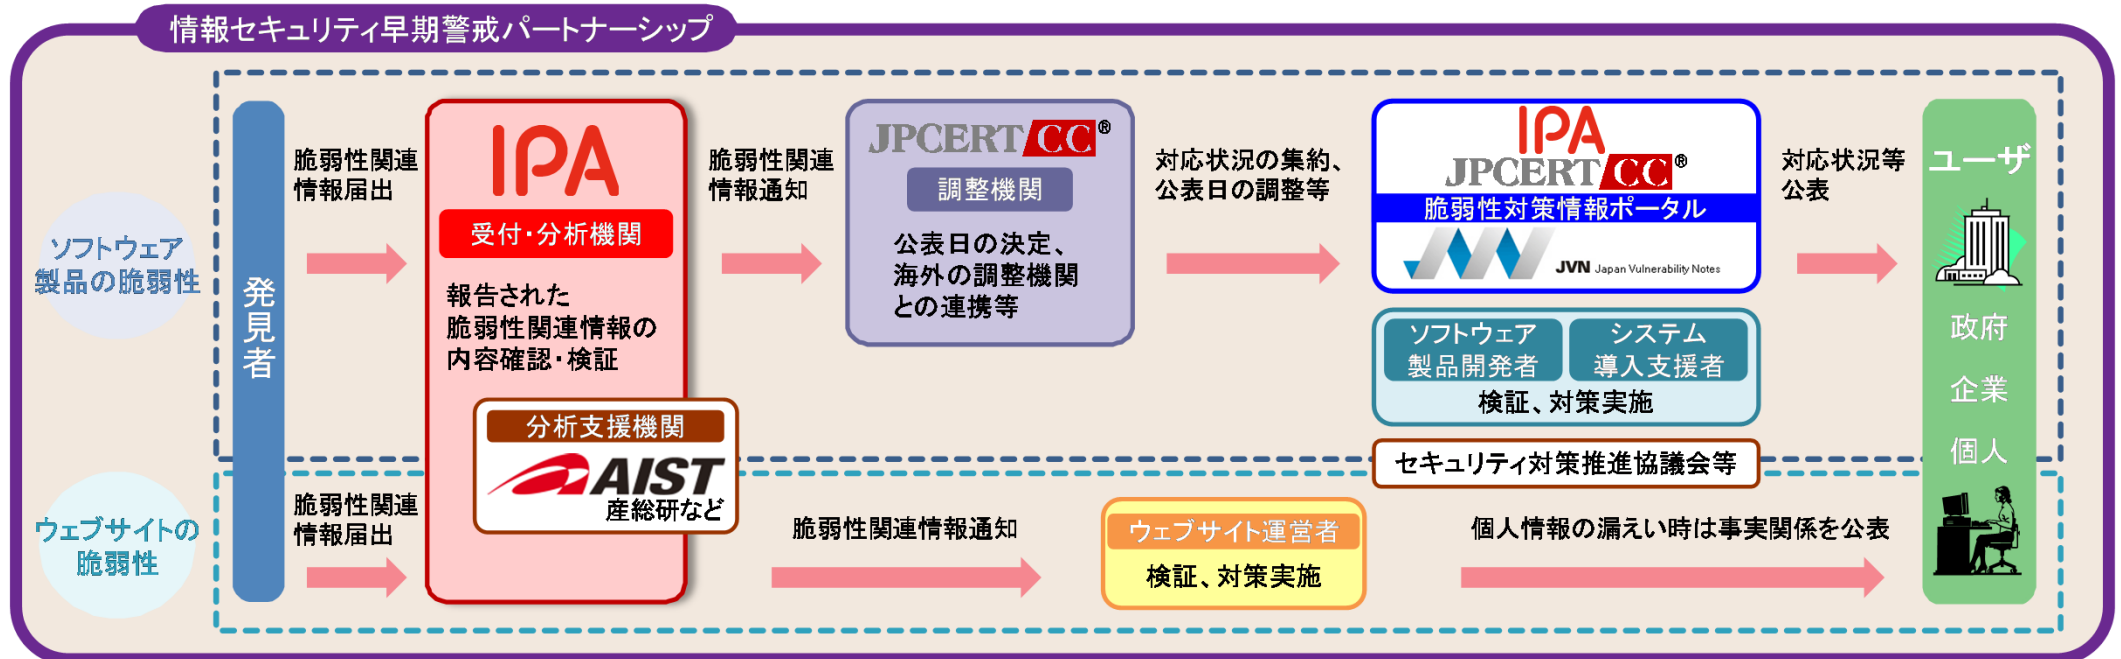 情報セキュリティ早期警戒パートナーシップ
ソフトウェア
製品の脆弱性
発見者
脆弱性関連
情報届出
IPA
受付・分析機関
報告された
脆弱性関連情報の
内容確認・検証
分析支援機関
AIST
産総研など
脆弱性関連
情報通知
JPCERT CC®
調整機関
公表日の決定、
海外の調整機関
との連携等
対応状況の集約、
公表日の調整等
IPA
JPCERT CC®
脆弱性対策情報ポータル
JVN Japan Vulnerability Notes
ソフトウェア
製品開発者
システム
導入支援者
検証、対策実施
セキュリティ対策推進協議会等
対応状況等
公表
ユーザ
政府
企業
個人
ウェブサイトの
脆弱性
脆弱性関連
情報届出
脆弱性関連情報通知
ウェブサイト運営者
検証、対策実施
個人情報の漏えい時は事実関係を公表